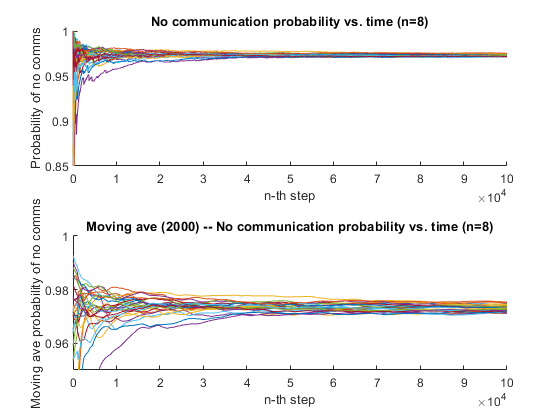 No communication probability vs. time (n=8)
Probability of no comms
1
0.95
0.9
0.85
0 1 2 3 4 5 6 7 8 9 10
n-th step
×10^4
Moving ave (2000) -- No communication probability vs. time (n=8)
Moving ave probability of no comms
1
0.98
0.96
0 1 2 3 4 5 6 7 8 9 10
n-th step
×10^4